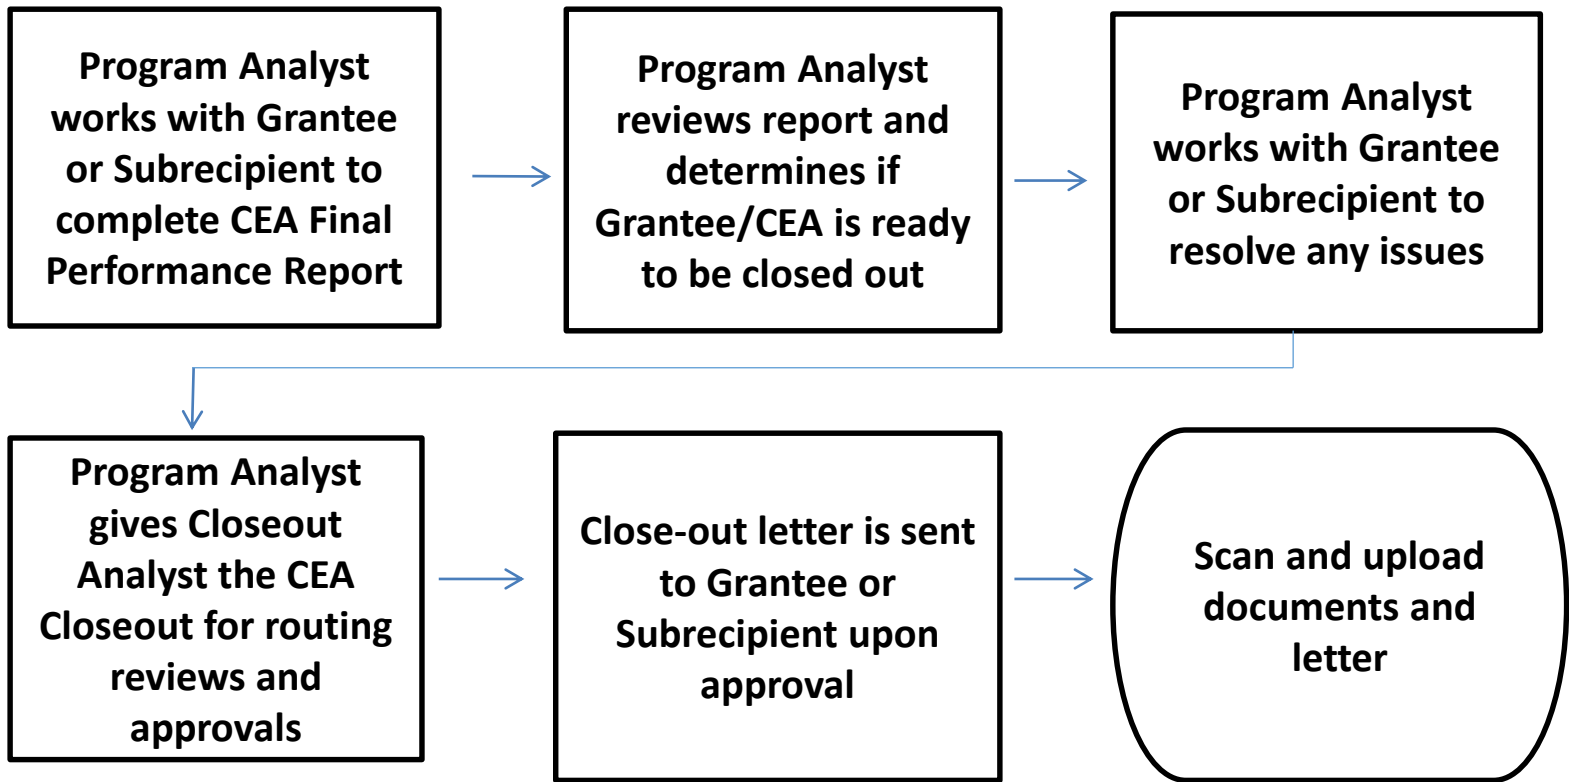 Program Analyst
works with Grantee
or Subrecipient to
complete CEA Final
Performance Report
Program Analyst
reviews report and
determines if
Grantee/CEA is ready
to be closed out
Program Analyst
works with Grantee
or Subrecipient to
resolve any issues
Program Analyst
gives Closeout
Analyst the CEA
Closeout for routing
reviews and
approvals
Close-out letter is sent
to Grantee or
Subrecipient upon
approval
Scan and upload
documents and
letter